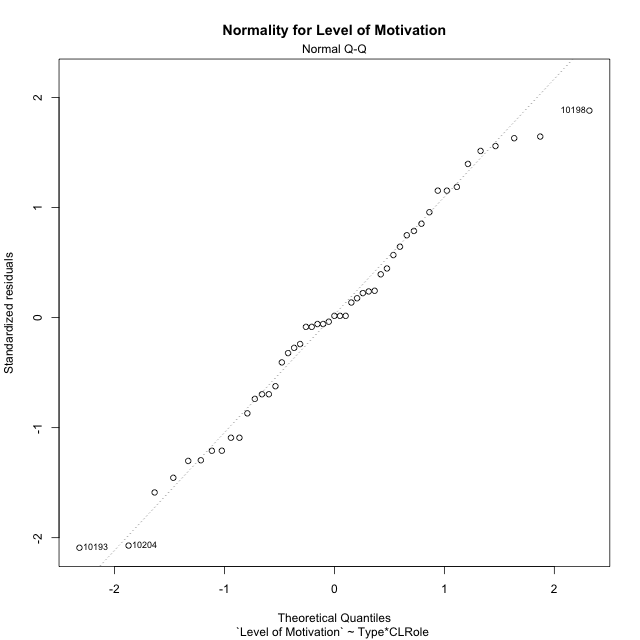 Normality for Level of Motivation
Normal Q-Q
2
1
0
-1
-2
Standardized residuals
10198
10193
10204
-2
-1
0
1
2
Theoretical Quantiles
`Level of Motivation` ~ Type*CLRole